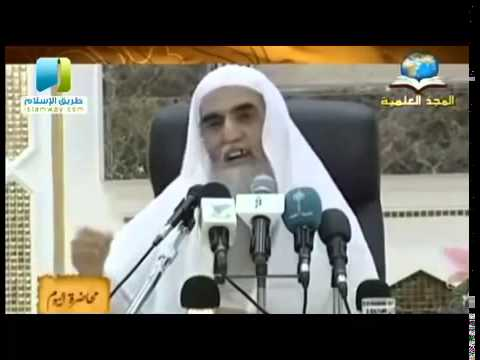 طريق الإسلام
islamway.com
المجد العلمية
محاضرة اليوم